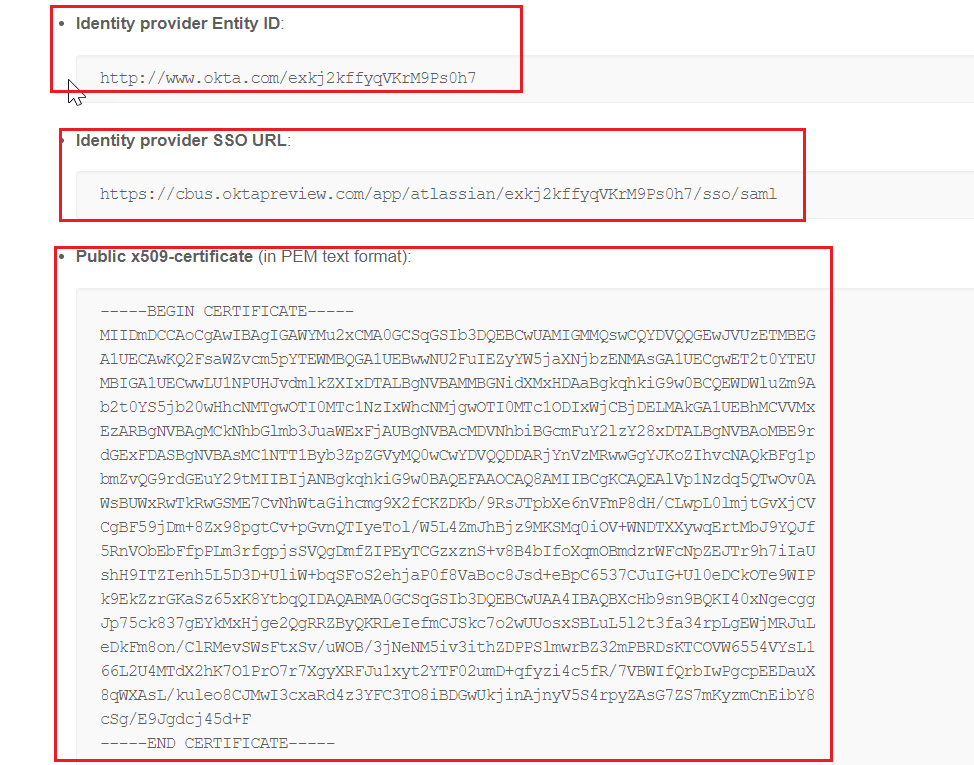 Identity provider Entity ID:
http://www.okta.com/exkj2kffyqVKrM9Ps0h7
Identity provider SSO URL:
https://cbus.oktapreview.com/app/atlassian/exkj2kffyqVKrM9Ps0h7/sso/saml
Public x509-certificate (in PEM text format):
-----BEGIN CERTIFICATE-----
MIIDmDCCAoCgAwIBAgIGAWYMu2xCMA0GCSqGSIb3DQEBCwUAMIGMMQswCQYDVQQGEwJVUzETMBEG
A1UECAwKQ2FsaWZvcm5pYTEWMBQGA1UEBwwNU2FuIEZyYW5jaXNjbzENMAsGA1UECgwET2t0YTEU
MBIGA1UECwwLU1NPUHJvdmlkZXIxDTALBgNVBAMMBGNidXMxHDAaBgkqhkiG9w0BCQEWDWluZm9A
b2t0YS5jb20wHhcNMTgwOTI0MTc1NzIxWhcNMjgwOTI0MTc1ODIxWjCBjDELMAkGA1UEBhMCVVMx
EzARBgNVBAgMCkNhbGlmb3JuaWExFjAUBgNVBAcMDVNhbiBGcmFuY2lzY28xDTALBgNVBAoMBE9r
dGExFDASBgNVBAsMC1NTT1Byb3ZpZGVyMQ0wCwYDVQQDDARjYnVzMRwwGgYJKoZIhvcNAQkBFg1p
bmZvQG9rdGEuY29tMIIBIjANBgkqhkiG9w0BAQEFAAOCAQ8AMIIBCgKCAQEAlVp1Nzdq5QTwOv0A
WsBUWxRwTkRwGSME7CvNhWtaGihcmg9X2fCKZDKb/9RsJTpbXe6nVFmP8dH/CLwpL0lmjtGvXjCV
CgBF59jDm+8Zx98pgtCv+pGvnQTIyeTol/W5L4ZmJhBjz9MKSMq0iOV+WNDTXXywqErtMbJ9YQJf
5RnVObEbFfpPLm3rfgpjsSVQgDmfZIPEyTCGzxznS+v8B4bIfoXqmOBmdzrWFcNpZEJTr9h7iIaU
shH9ITZIenh5L5D3D+UliW+bqSFoS2ehjaP0f8VaBoc8Jsd+eBpC6537CJuIG+Ul0eDCkOTe9WIP
k9EkZzrGKaSz65xK8YtbqQIDAQABMA0GCSqGSIb3DQEBCwUAA4IBAQBXcHb9sn9BQKI40xNgecgg
Jp75ck837gEYkMxHjge2QgRRZByQKRLeIefmCJSkc7o2wUUosxSBLuL5l2t3fa34rpLgEWjMRJuL
eDkFm8on/ClRMevSWsFtxSv/uWOB/3jNeNM5iv3ithZDPPSlmwrBZ32mPBRDsKTCOVW6554VYsL1
66L2U4MTdX2hK7O1PrO7r7XgyXRFJu1xyt2YTF02umD+qfyzi4c5fR/7VBWIfQrbIwPgcpEEDauX
8qWXAsL/kuleo8CJMwI3cxaRd4z3YFC3TO8iBDGwUkjinAjnyV5S4rpyZAsG7ZS7mKyzmCnEibY8
cSg/E9Jgdcj45d+F
-----END CERTIFICATE-----